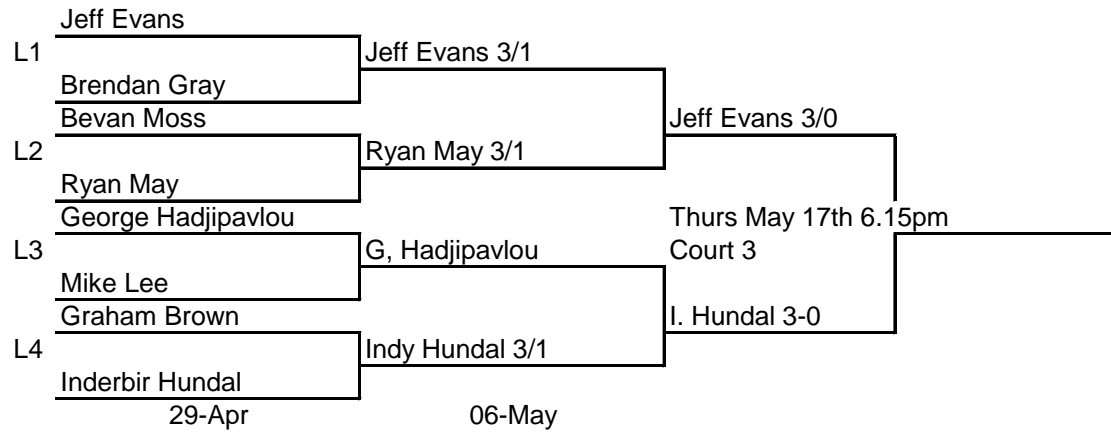 Jeff Evans
L1
Jeff Evans 3/1
Brendan Gray
Bevan Moss
Jeff Evans 3/0
L2
Ryan May 3/1
Ryan May
George Hadjipavlou
Thurs May 17th 6.15pm
L3
G, Hadjipavlou
Court 3
Mike Lee
Graham Brown
I. Hundal 3-0
L4
Indy Hundal 3/1
Inderbir Hundal
29-Apr
06-May